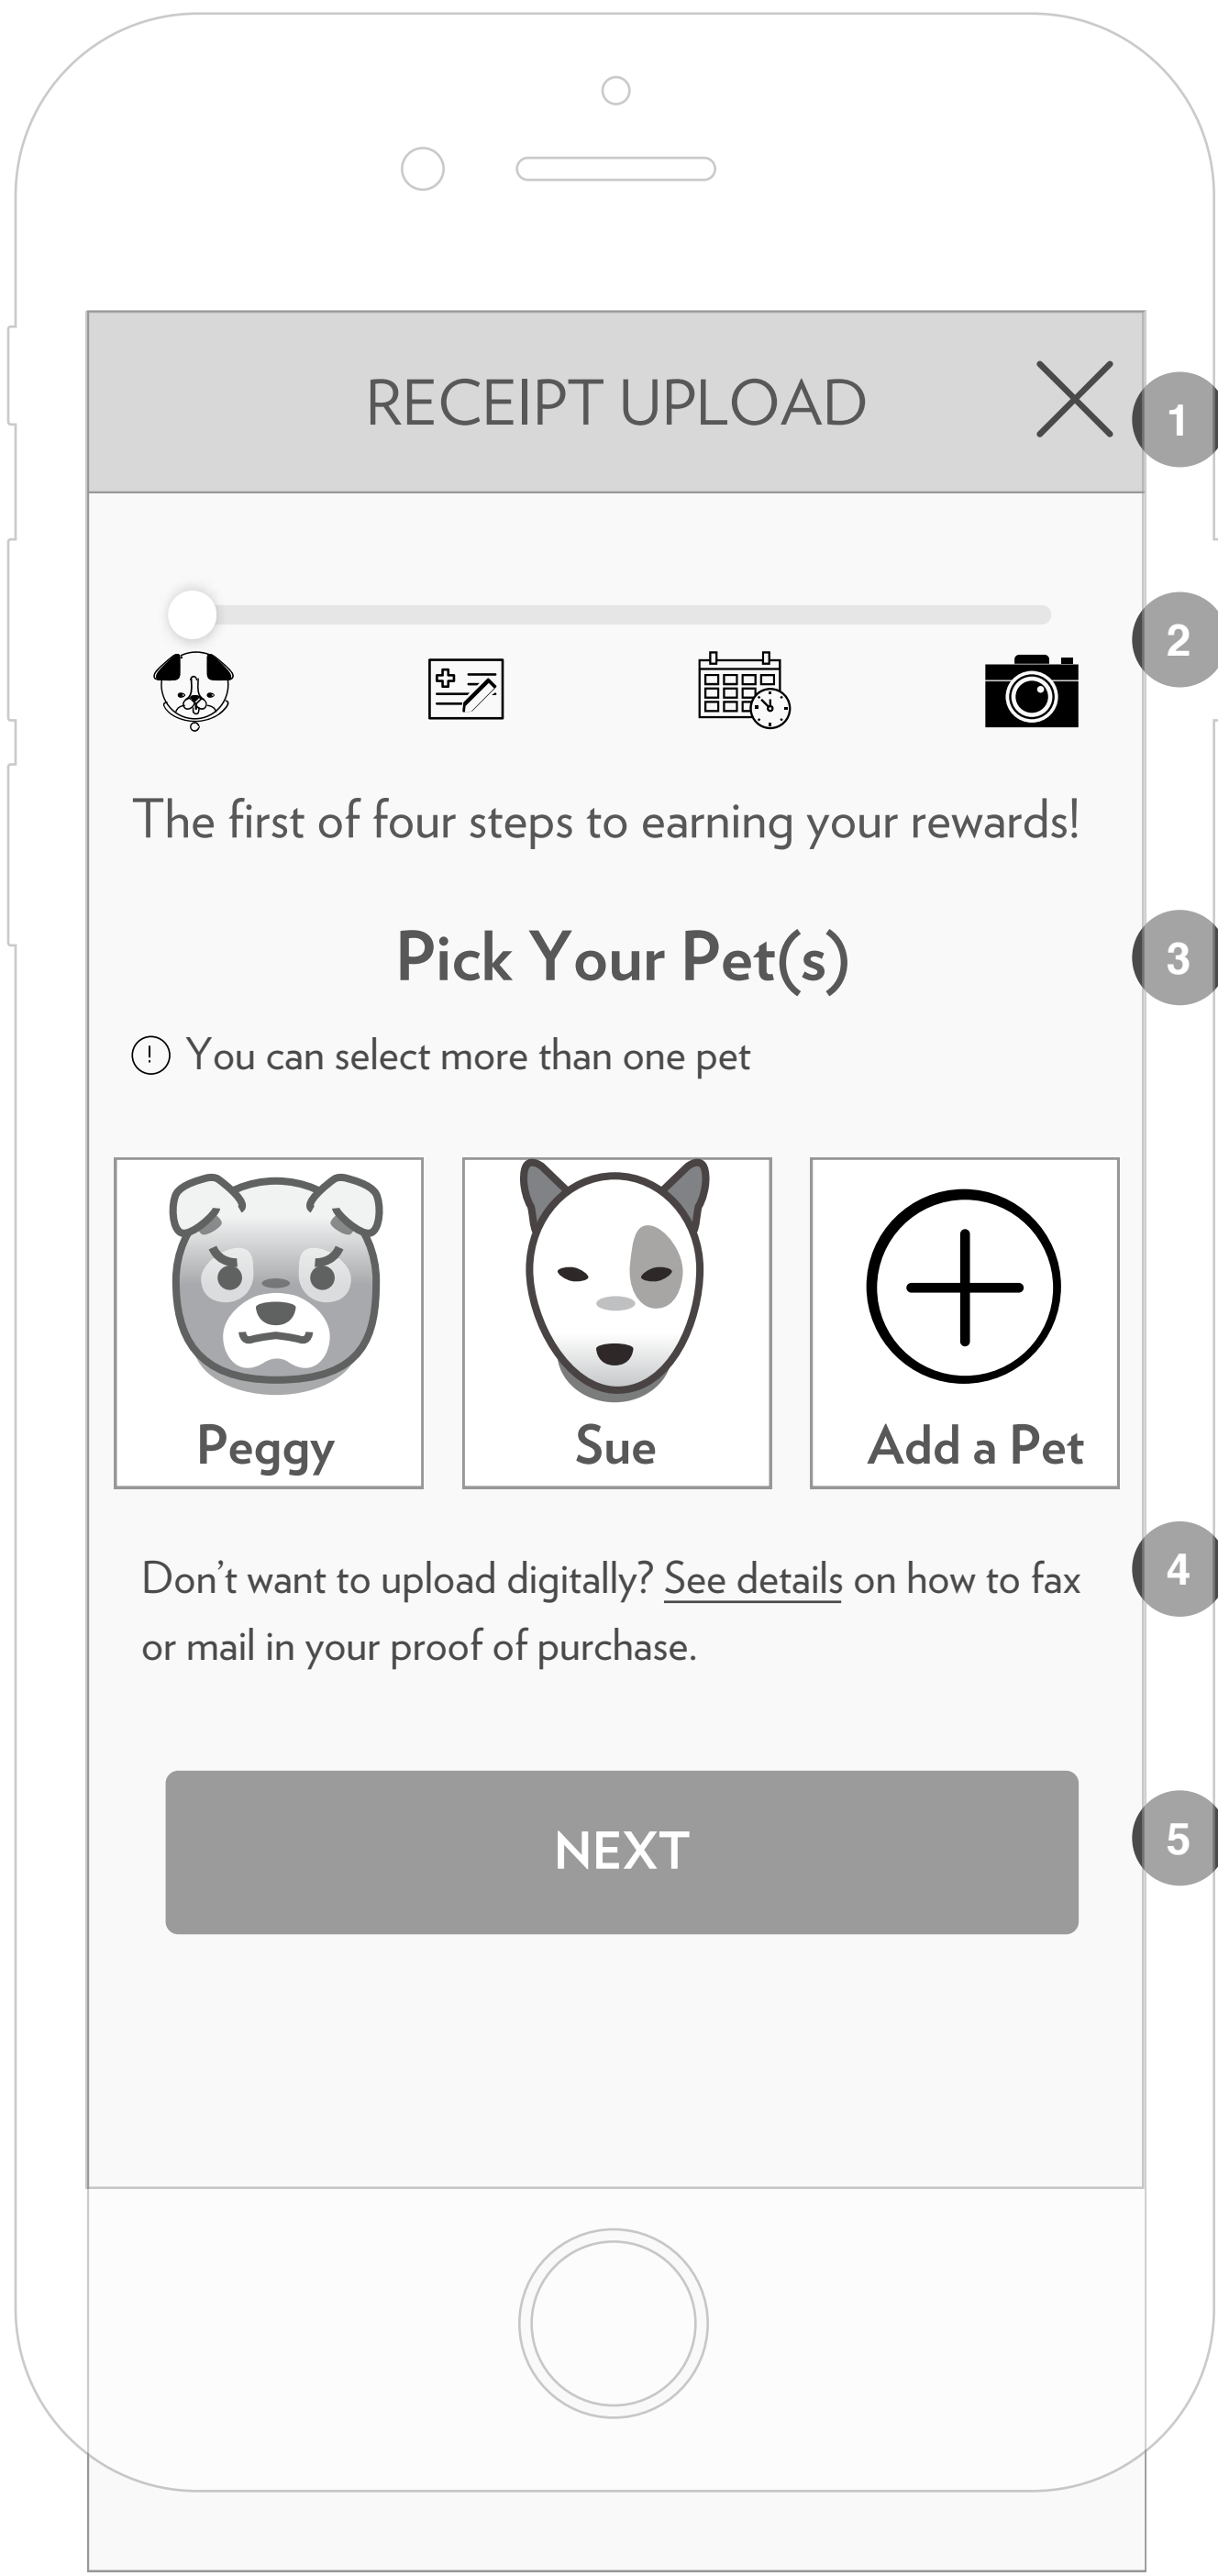 RECEIPT UPLOAD
1
2
The first of four steps to earning your rewards!
Pick Your Pet(s)
3
! You can select more than one pet
Peggy
Sue
Add a Pet
Don't want to upload digitally? See details on how to fax
4
or mail in your proof of purchase.
NEXT
5